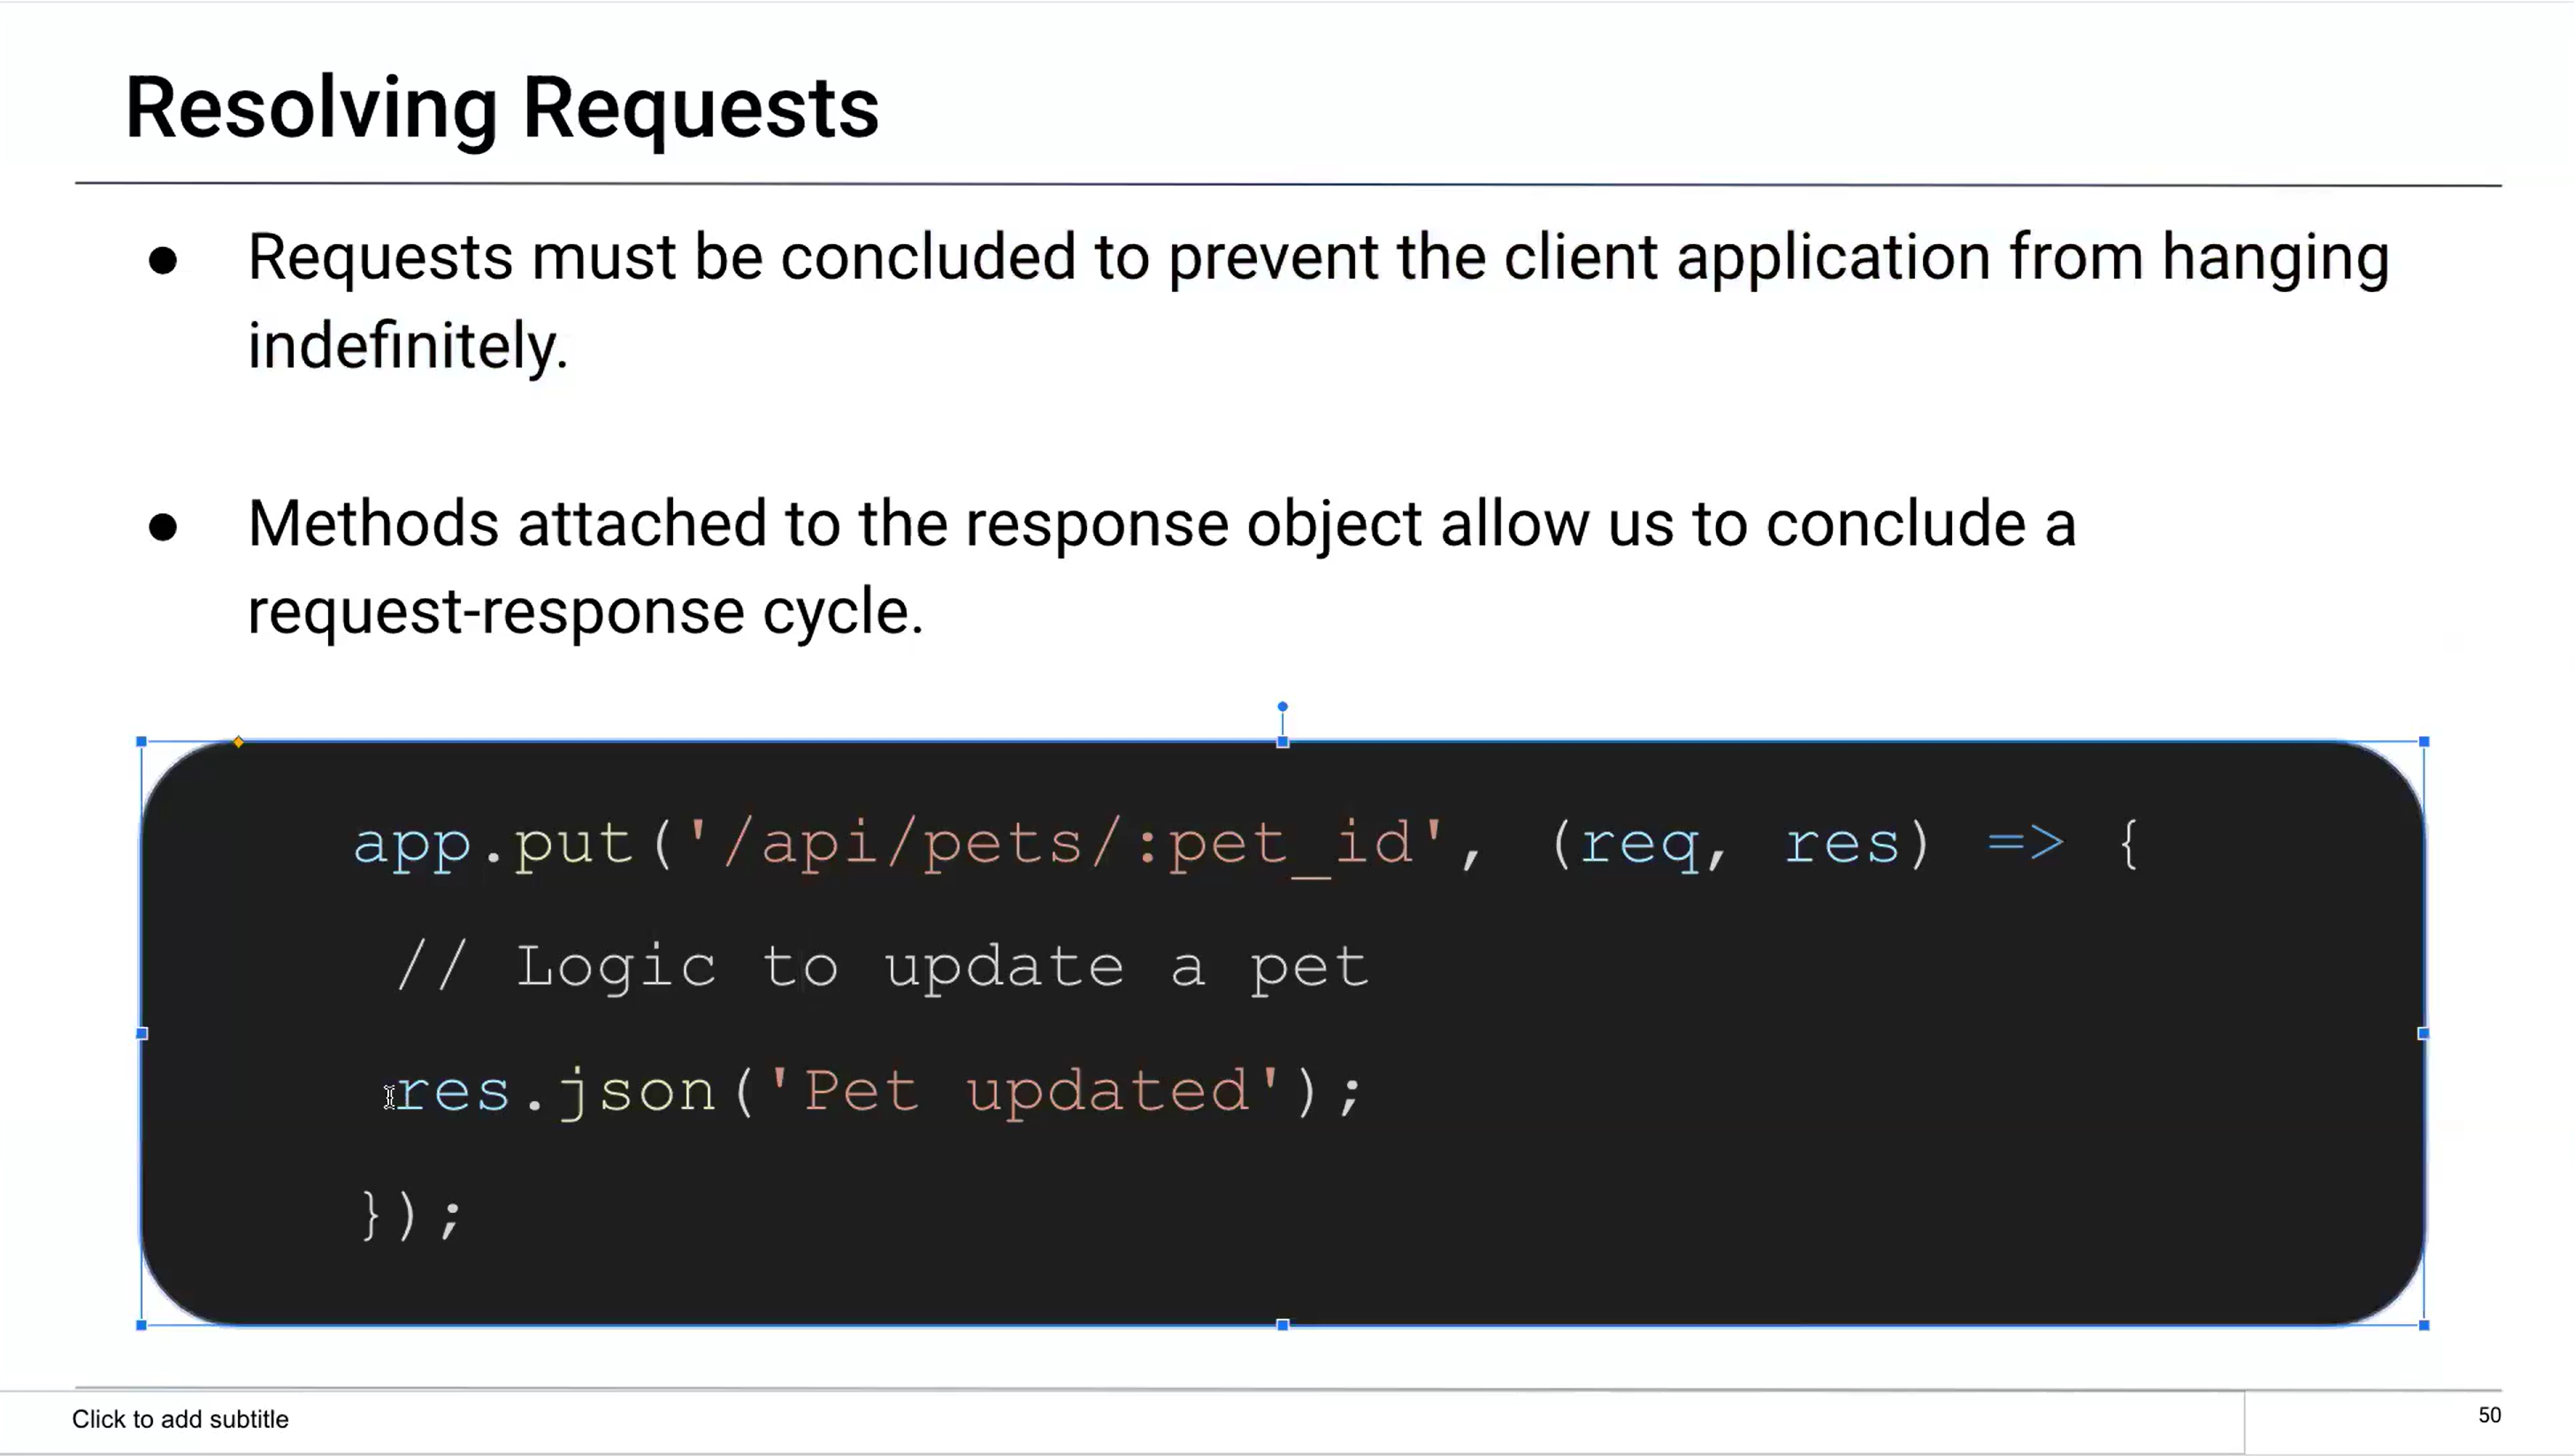 Resolving Requests
● Requests must be concluded to prevent the client application from hanging
indefinitely.
● Methods attached to the response object allow us to conclude a
request-response cycle.
app.put('/api/pets/:pet_id', (req, res) => {
// Logic to update a pet
res.json('Pet updated');
});
Click to add subtitle
50